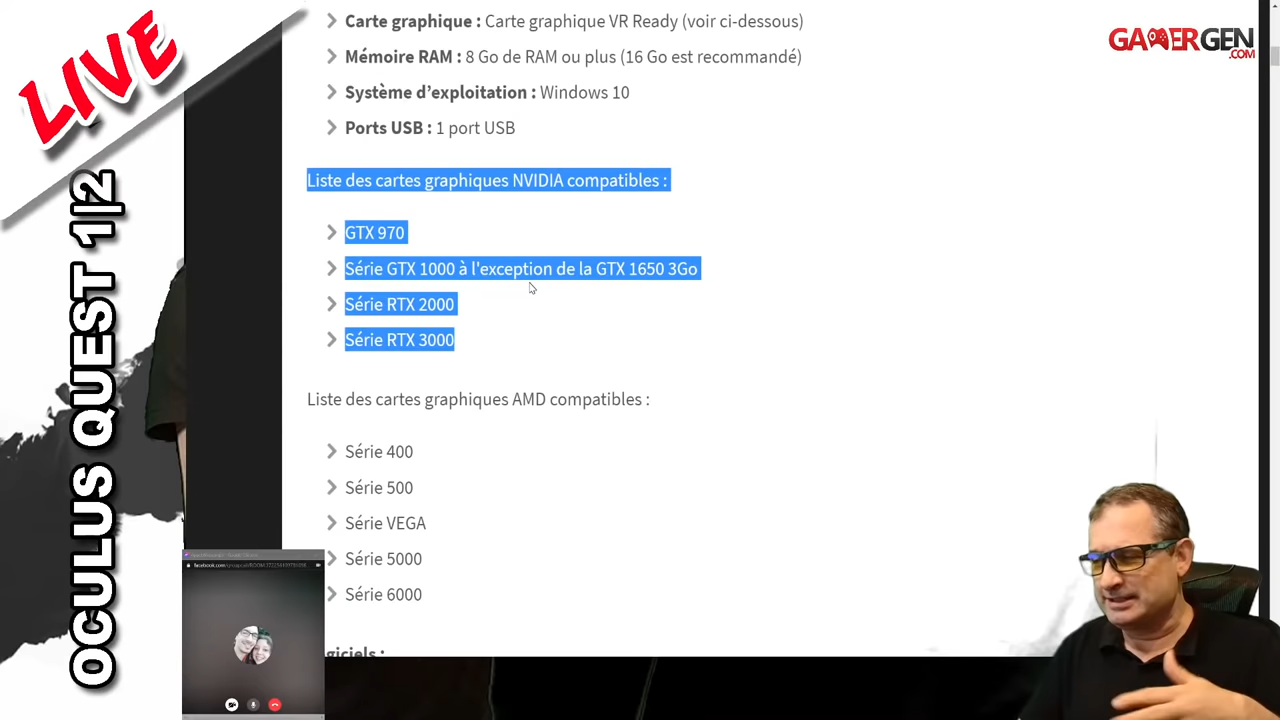 LIVE
OCULUS QUEST 1|2
GAMERGEN
.COM
Carte graphique : Carte graphique VR Ready (voir ci-dessous)
Mémoire RAM : 8 Go de RAM ou plus (16 Go est recommandé)
Système d’exploitation : Windows 10
Ports USB : 1 port USB
Liste des cartes graphiques NVIDIA compatibles :
GTX 970
Série GTX 1000 à l'exception de la GTX 1650 3Go
Série RTX 2000
Série RTX 3000
Liste des cartes graphiques AMD compatibles :
Série 400
Série 500
Série VEGA
Série 5000
Série 6000
giciels :